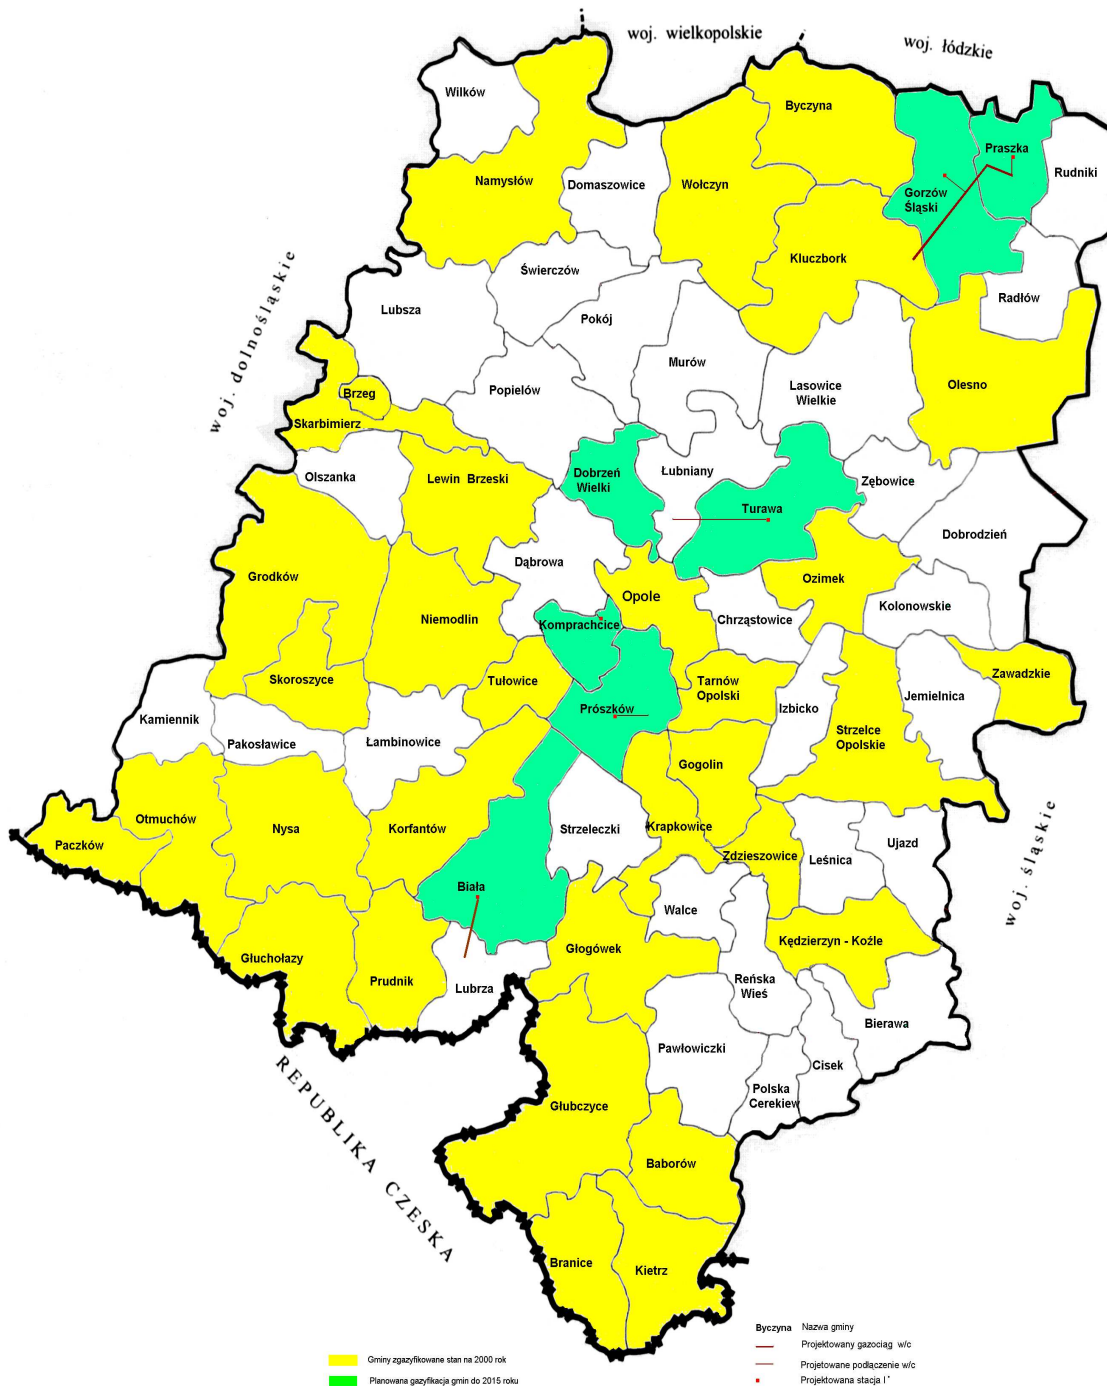 woj. wielkopolskie
woj. łódzkie
Wilków
Byczyna
Praszka
Rudniki
Namysłów
Domaszowice
Wołczyn
Gorzów
Śląski
Kluczbork
Świerczów
Radłów
Lubsza
Pokój
woj. dolnośląskie
Murów
Lasowice
Wielkie
Olesno
Brzeg
Popielów
Skarbimierz
Olszanka
Lewin Brzeski
Dobrzeń
Wielki
Łubniany
Zębowice
Turawa
Dobrodzień
Dąbrowa
Grodków
Ozimek
Opole
Kolonowskie
Niemodlin
Komprachcice
Chrząstowice
Skoroszyce
Tułowice
Tarnów
Opolski
Zawadzkie
Jemielnica
Prószków
Izbicko
Kamiennik
Strzelce
Opolskie
Pakosławice
Łambinowice
Gogolin
Otmuchów
Nysa
Korfantów
Strzeleczki
Krapkowice
Paczków
Zdzieszowice
Leśnica
Ujazd
woj. śląskie
Biała
Walce
Głuchołazy
Głogówek
Kędzierzyn - Koźle
Prudnik
Lubrza
Reńska
Wieś
Bierawa
Pawłowiczki
Cisek
Polska
Cerekiew
REPUBLIKA CZESKA
Głubczyce
Baborów
Branice
Kietrz
Byczyna Nazwa gminy
Projektowany gazociąg w/c
Projetowane podłączenie w/c
Projektowana stacja I °
Gminy zgazyfikowane stan na 2000 rok
Planowana gazyfikacja gmin do 2015 roku